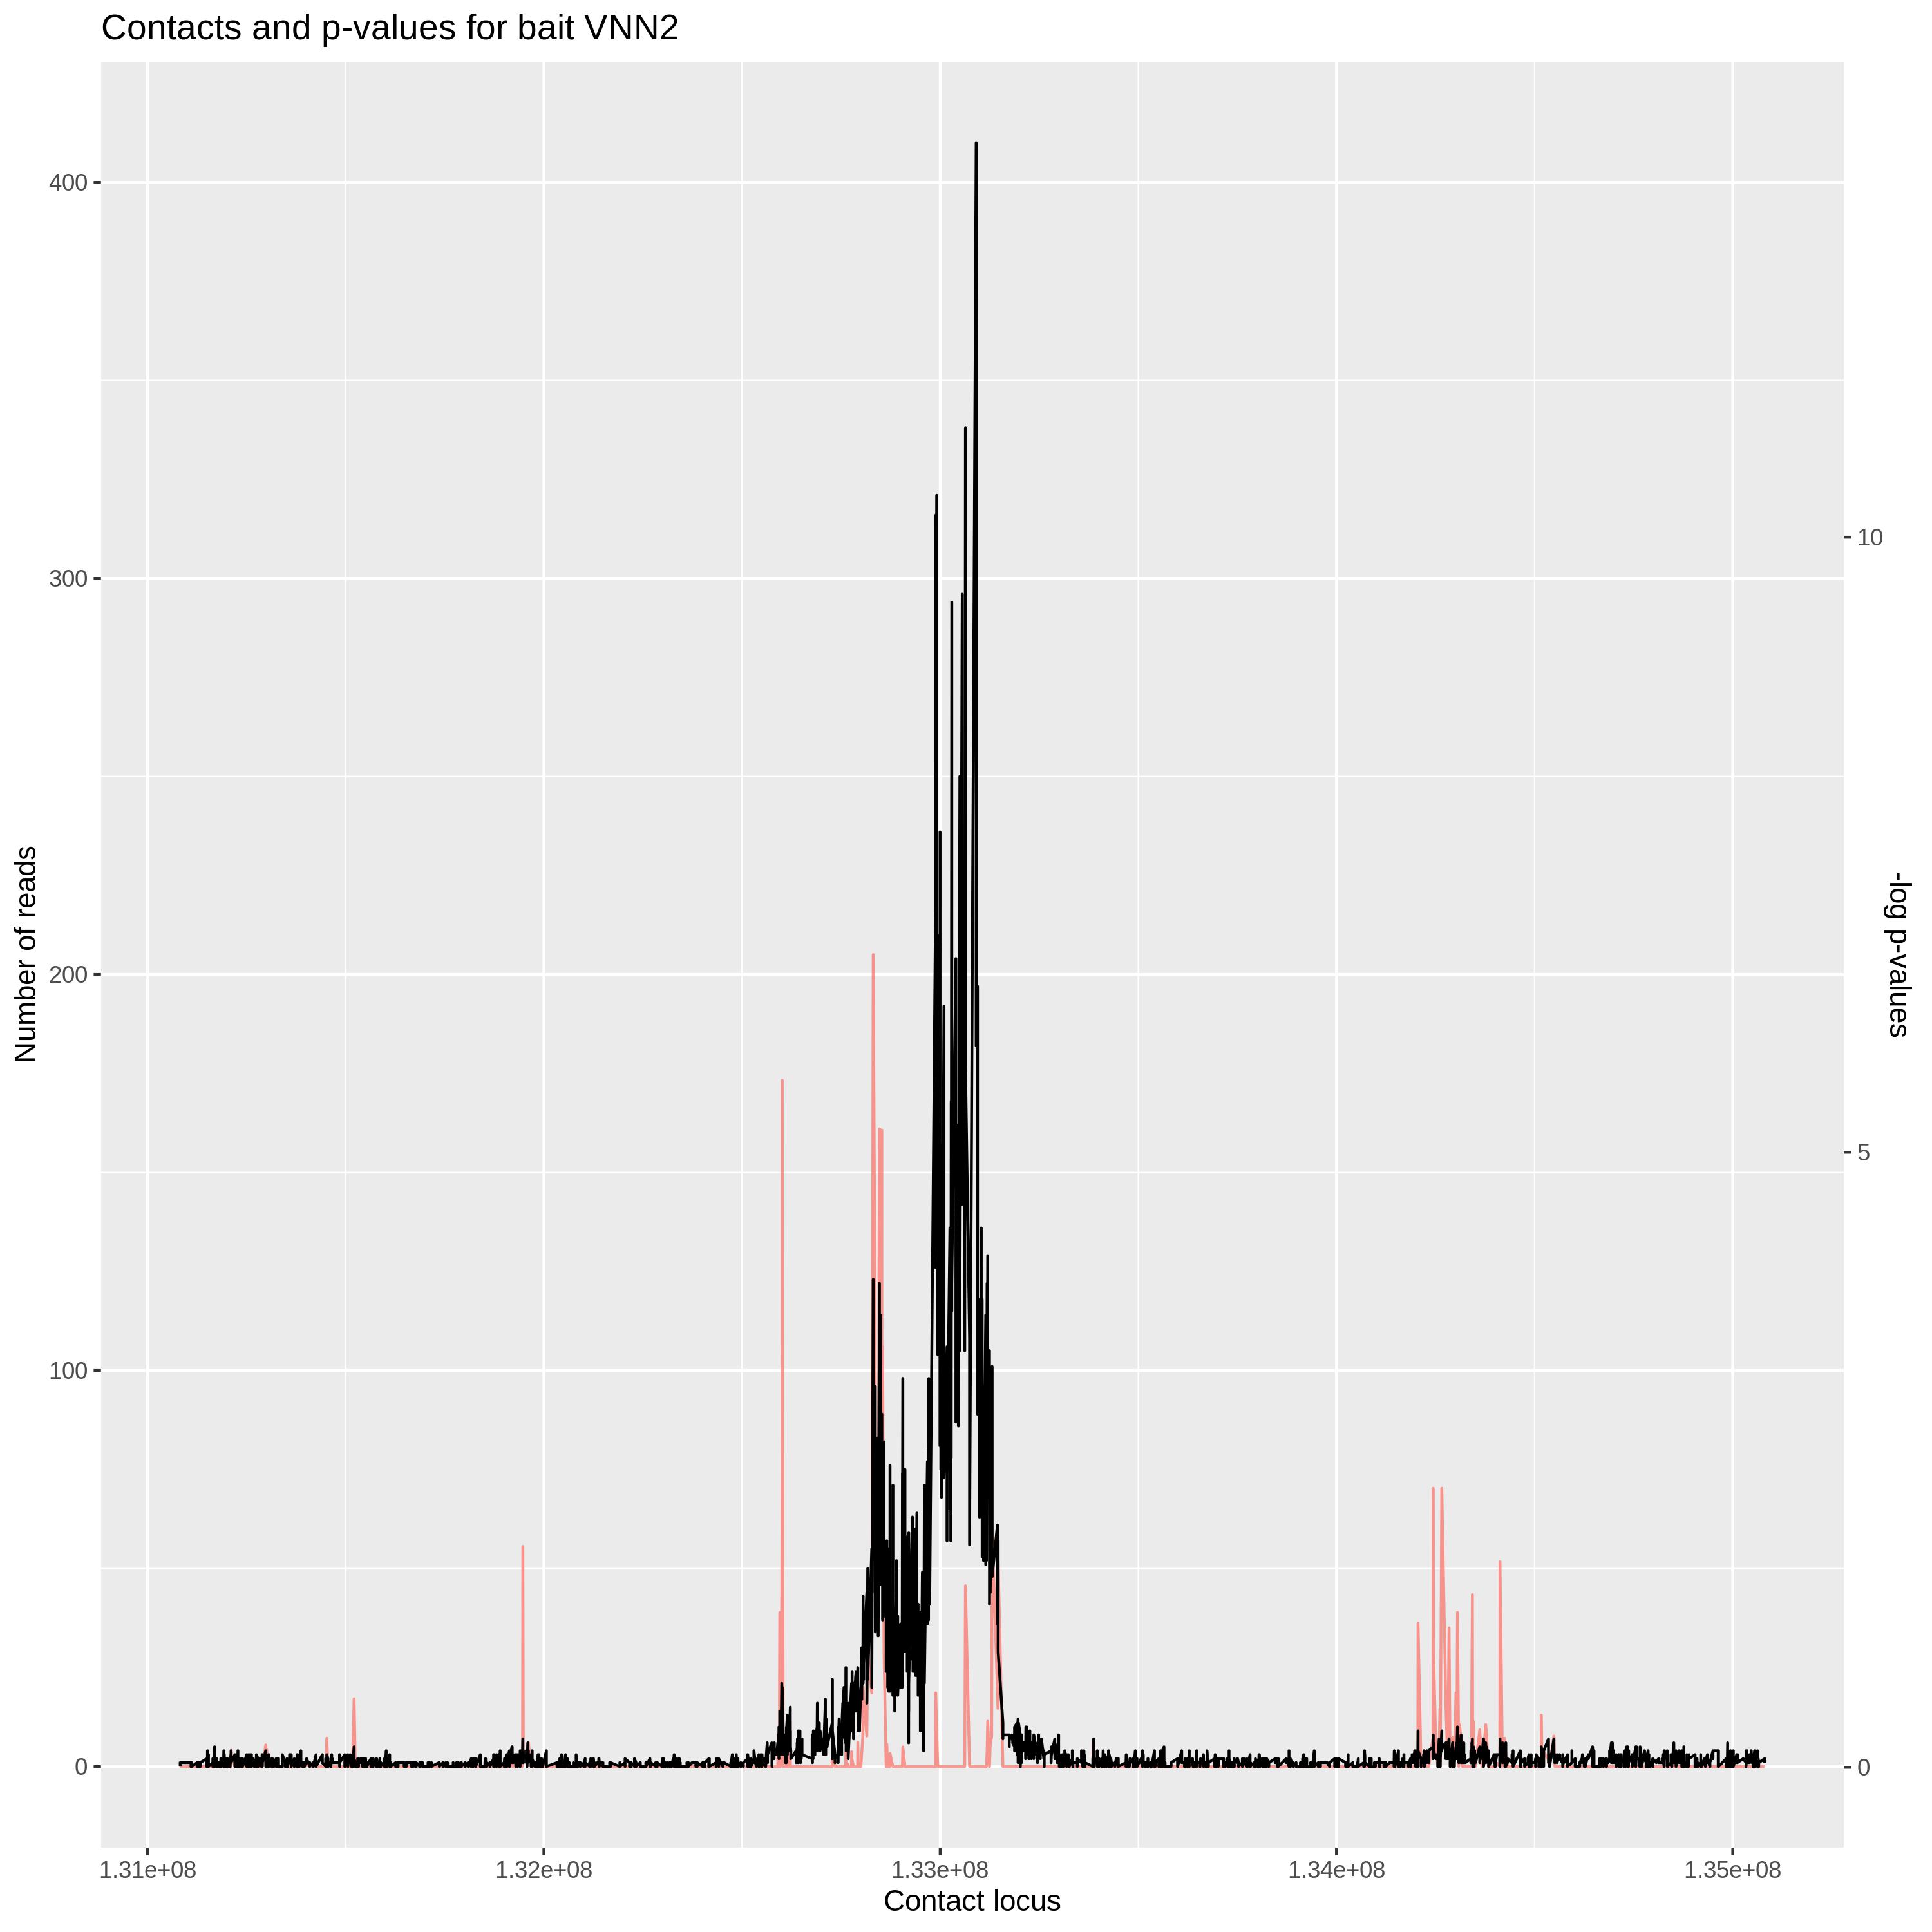 Contacts and p-values for bait VNN2
400
300
200
100
0
Number of reads
10
5
0
-log p-values
1.31e+08
1.32e+08
1.33e+08
1.34e+08
1.35e+08
Contact locus